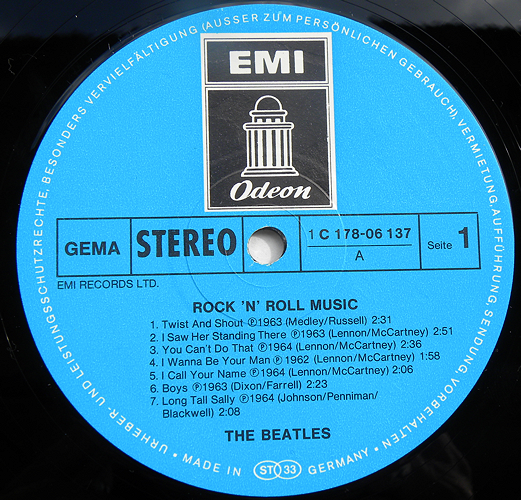 URHEBER- UND LEISTUNGSSCHUTZRECHTE, BESONDERS VERVIELFÄLTIGUNG (AUSSER ZUM PERSÖNLICHEN GEBRAUCH), VERMIETUNG, AUFFÜHRUNG, SENDUNG, VORBEHALTEN •
EMI
Odeon
GEMA
STEREO
1 C 178-06 137
A
Seite 1
EMI RECORDS LTD.
ROCK 'N' ROLL MUSIC
1. Twist And Shout ℗1963 (Medley/Russell) 2:31
2. I Saw Her Standing There ℗1963 (Lennon/McCartney) 2:51
3. You Can't Do That ℗1964 (Lennon/McCartney) 2:36
4. I Wanna Be Your Man ℗1962 (Lennon/McCartney) 1:58
5. I Call Your Name ℗1964 (Lennon/McCartney) 2:06
6. Boys ℗1963 (Dixon/Farrell) 2:23
7. Long Tall Sally ℗1964 (Johnson/Penniman/
Blackwell) 2:08
THE BEATLES
• MADE IN ST 33 GERMANY •